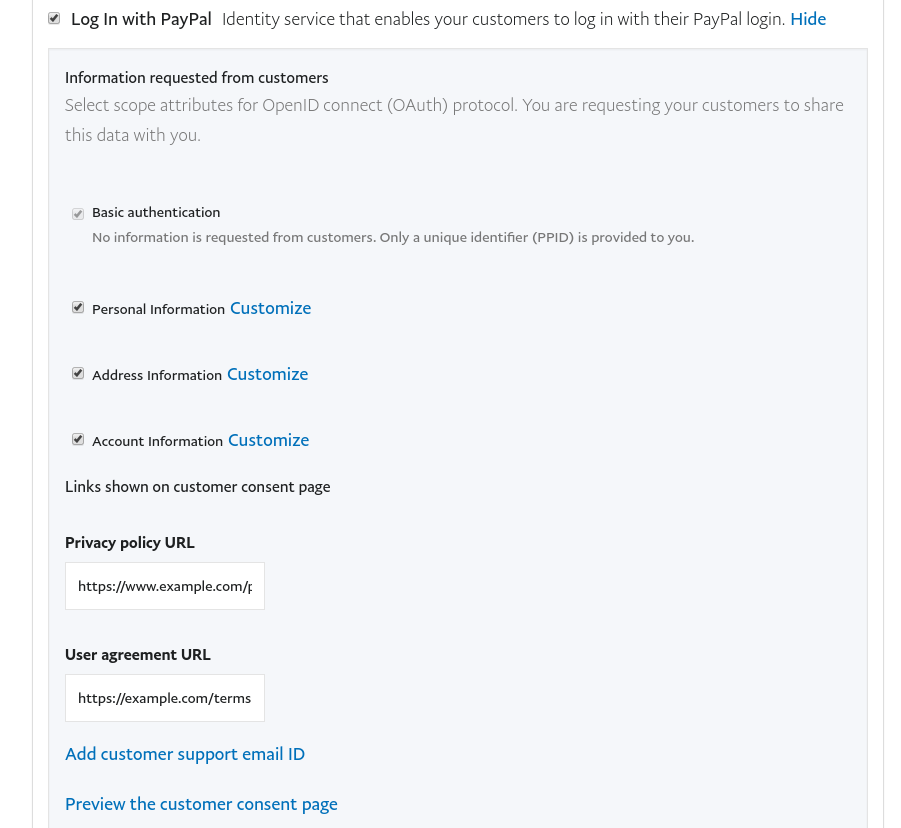 Log In with PayPal Identity service that enables your customers to log in with their PayPal login. Hide
Information requested from customers
Select scope attributes for OpenID connect (OAuth) protocol. You are requesting your customers to share
this data with you.
Basic authentication
No information is requested from customers. Only a unique identifier (PPID) is provided to you.
Personal Information Customize
Address Information Customize
Account Information Customize
Links shown on customer consent page
Privacy policy URL
https://www.example.com/p
User agreement URL
https://example.com/terms
Add customer support email ID
Preview the customer consent page